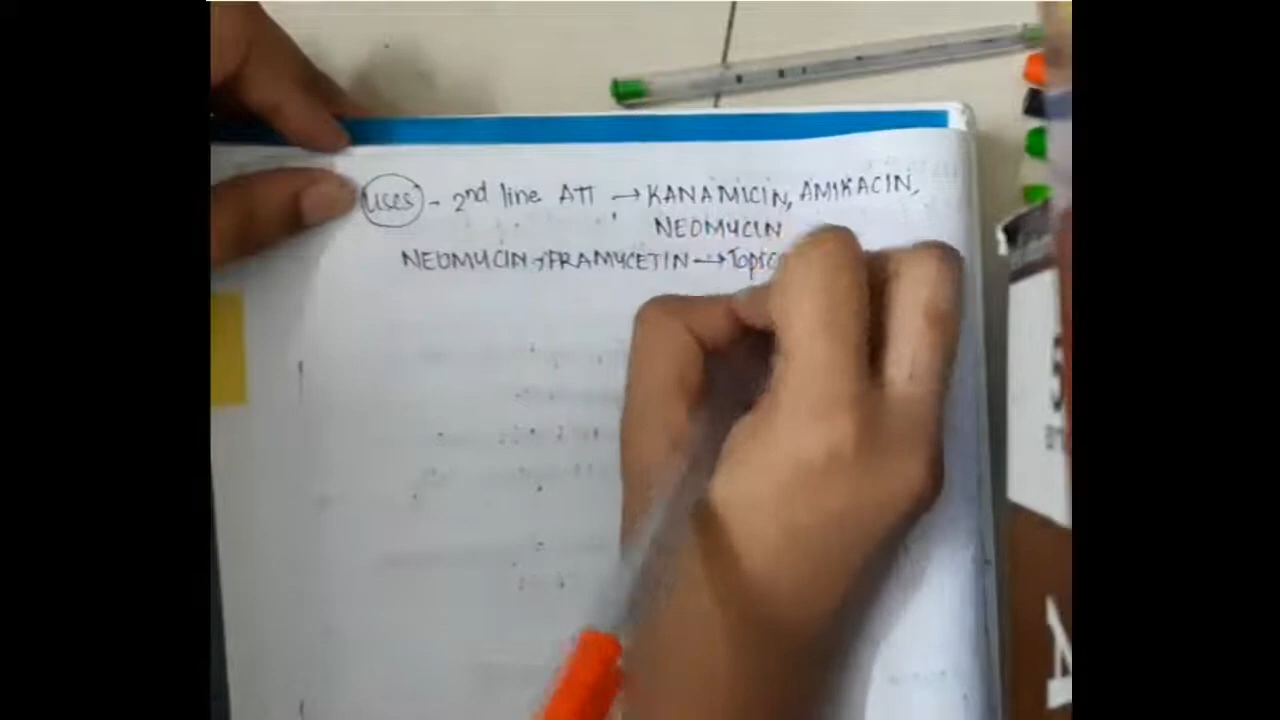 Uses - 2nd line ATT → KANAMICIN, AMIKACIN,
NEOMYCIN
NEOMYCIN, FRAMYCETIN → Topic